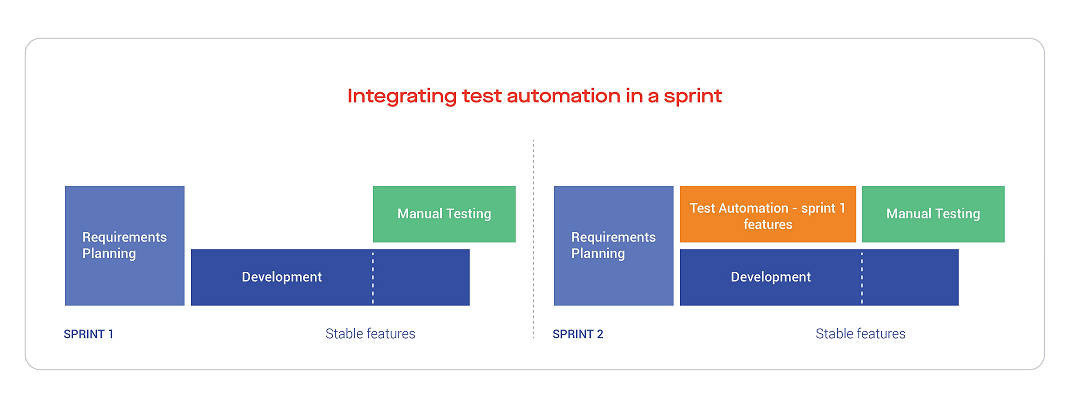 Integrating test automation in a sprint
Manual Testing
Requirements
Planning
Development
SPRINT 1
Stable features
Test Automation - sprint 1
features
Manual Testing
Requirements
Planning
Development
SPRINT 2
Stable features